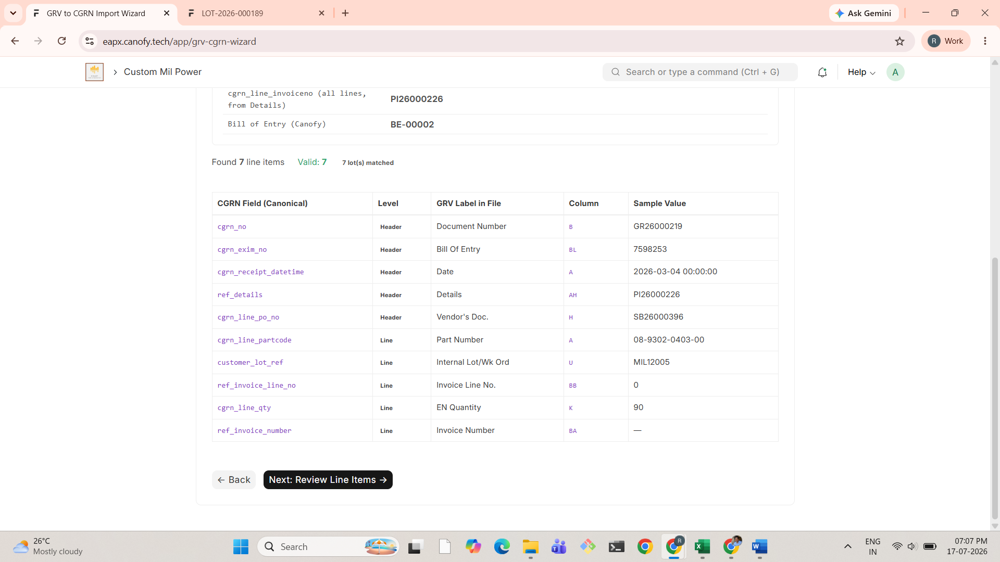 GRV to CGRN Import Wizard
LOT-2026-000189
Ask Gemini
eapx.canofy.tech/app/grv-cgrn-wizard
R Work
Custom Mil Power
Search or type a command (Ctrl + G)
Help
A
cgrn_line_invoiceno (all lines, from Details) PI26000226
Bill of Entry (Canofy) BE-00002
Found 7 line items Valid: 7 7 lot(s) matched
CGRN Field (Canonical) Level GRV Label in File Column Sample Value
cgrn_no Header Document Number B GR26000219
cgrn_exim_no Header Bill Of Entry BL 7598253
cgrn_receipt_datetime Header Date A 2026-03-04 00:00:00
ref_details Header Details AH PI26000226
cgrn_line_po_no Header Vendor's Doc. H SB26000396
cgrn_line_partcode Line Part Number A 08-9302-0403-00
customer_lot_ref Line Internal Lot/Wk Ord U MIL12005
ref_invoice_line_no Line Invoice Line No. BB 0
cgrn_line_qty Line EN Quantity K 90
ref_invoice_number Line Invoice Number BA —
← Back Next: Review Line Items →
26°C
Mostly cloudy
Search
R
ENG
IN
07:07 PM
17-07-2026